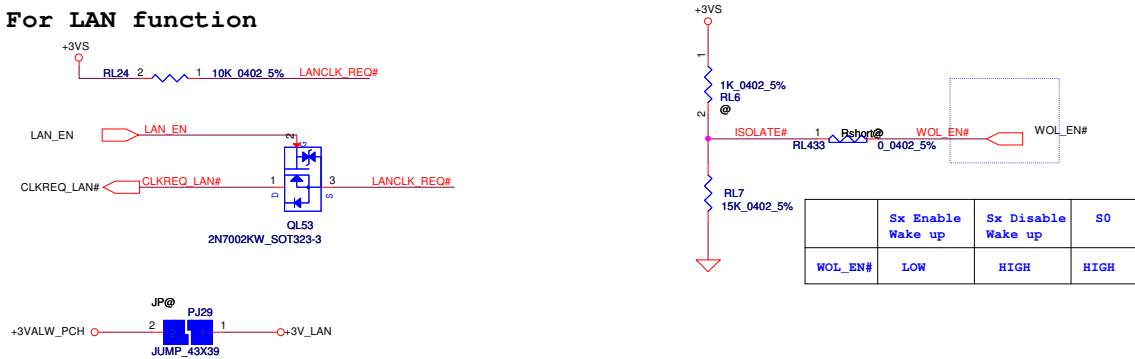 For LAN function
+3VS
RL24 2 1 10K_0402_5% LANCLK_REQ#
LAN_EN LAN_EN
2
G
CLKREQ_LAN# CLKREQ_LAN# 1 3 LANCLK_REQ#
D S
QL53
2N7002KW_SOT323-3
JP@
PJ29
+3VALW_PCH 2 2 1 1 +3V_LAN
JUMP_43X39
+3VS
1
1K_0402_5%
RL6
@
2
ISOLATE# 1 Rshort@ WOL_EN# WOL_EN#
RL433 0_0402_5%
RL7
15K_0402_5%
Sx Enable Sx Disable S0
Wake up Wake up
WOL_EN# LOW HIGH HIGH